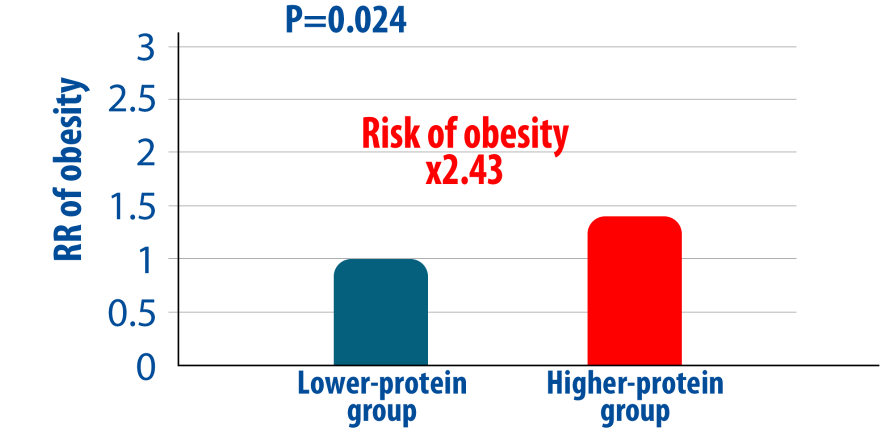 P=0.024
3
2.5
2
1.5
1
0.5
0
RR of obesity
Risk of obesity
x2.43
Lower-protein
group
Higher-protein
group